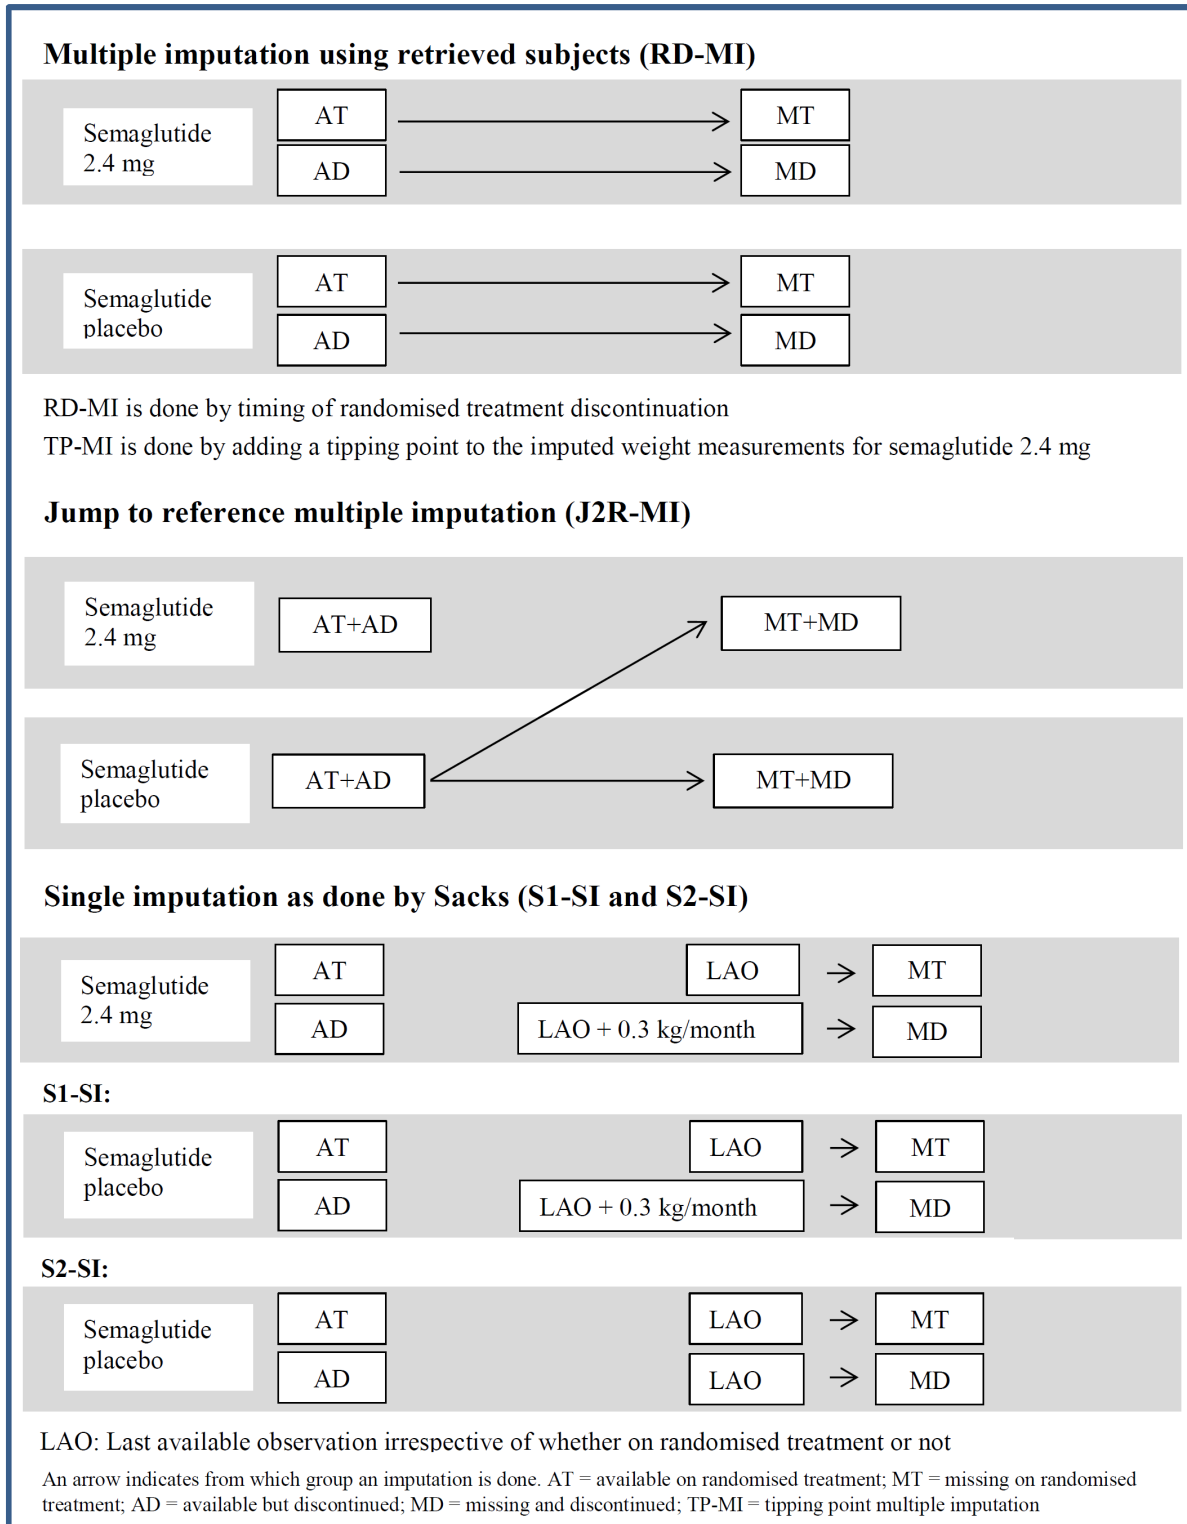 Multiple imputation using retrieved subjects (RD-MI)
Semaglutide
2.4 mg
AT
MT
AD
MD
Semaglutide
placebo
AT
MT
AD
MD
RD-MI is done by timing of randomised treatment discontinuation
TP-MI is done by adding a tipping point to the imputed weight measurements for semaglutide 2.4 mg
Jump to reference multiple imputation (J2R-MI)
Semaglutide
2.4 mg
AT+AD
MT+MD
Semaglutide
placebo
AT+AD
MT+MD
Single imputation as done by Sacks (S1-SI and S2-SI)
Semaglutide
2.4 mg
AT
LAO
MT
AD
LAO + 0.3 kg/month
MD
S1-SI:
Semaglutide
placebo
AT
LAO
MT
AD
LAO + 0.3 kg/month
MD
S2-SI:
Semaglutide
placebo
AT
LAO
MT
AD
LAO
MD
LAO: Last available observation irrespective of whether on randomised treatment or not
An arrow indicates from which group an imputation is done. AT = available on randomised treatment; MT = missing on randomised
treatment; AD = available but discontinued; MD = missing and discontinued; TP-MI = tipping point multiple imputation